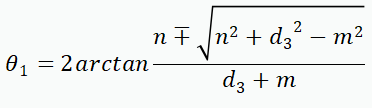 θ₁ = 2arctan (n ∓ √(n² + d₃² − m²)) / (d₃ + m)